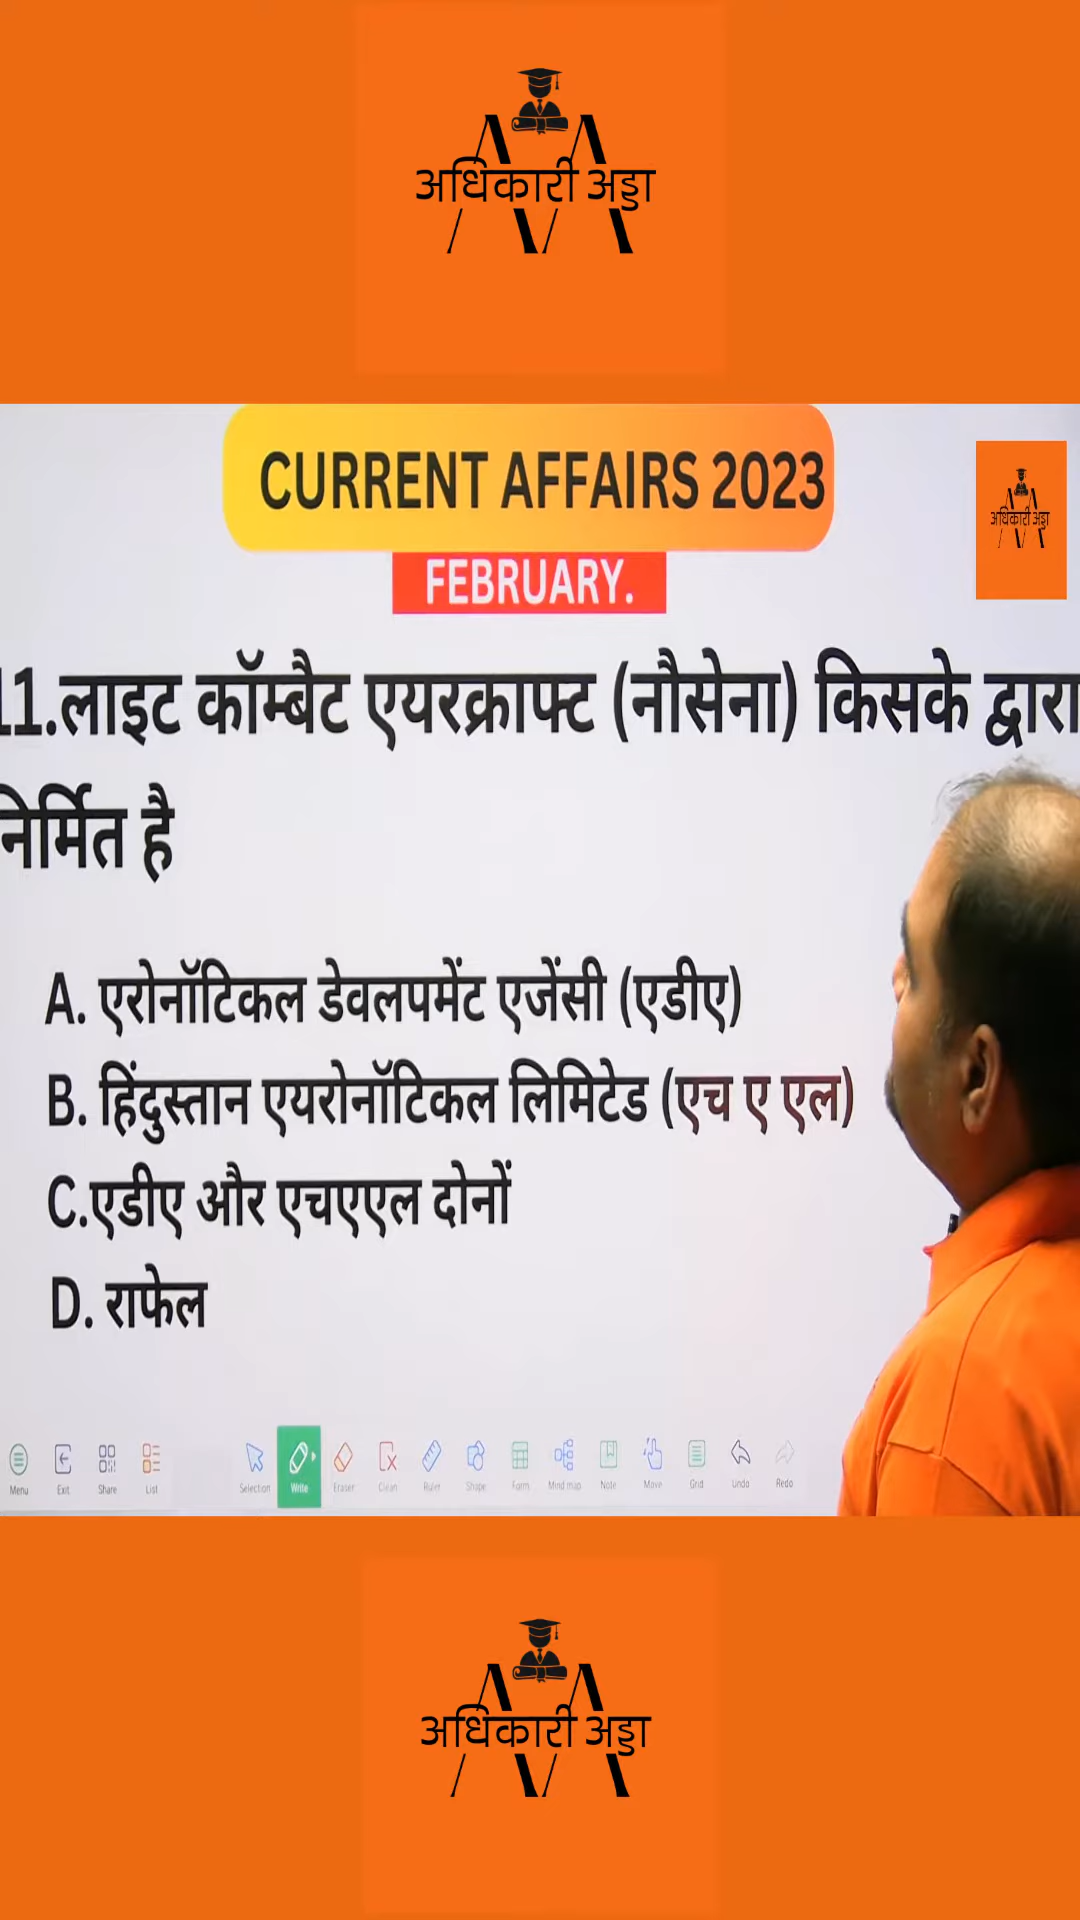 अधिकारी अड्डा
CURRENT AFFAIRS 2023
अधिकारी अड्डा
FEBRUARY.
11.लाइट कॉम्बैट एयरक्राफ्ट (नौसेना) किसके द्वारा
निर्मित है
A. एरोनॉटिकल डेवलपमेंट एजेंसी (एडीए)
B. हिंदुस्तान एयरोनॉटिकल लिमिटेड (एच ए एल)
C.एडीए और एचएएल दोनों
D. राफेल
Menu Exit Share List Selection Write Eraser Clean Ruler Shape Form Mind map Note Move Grid Undo Redo
अधिकारी अड्डा